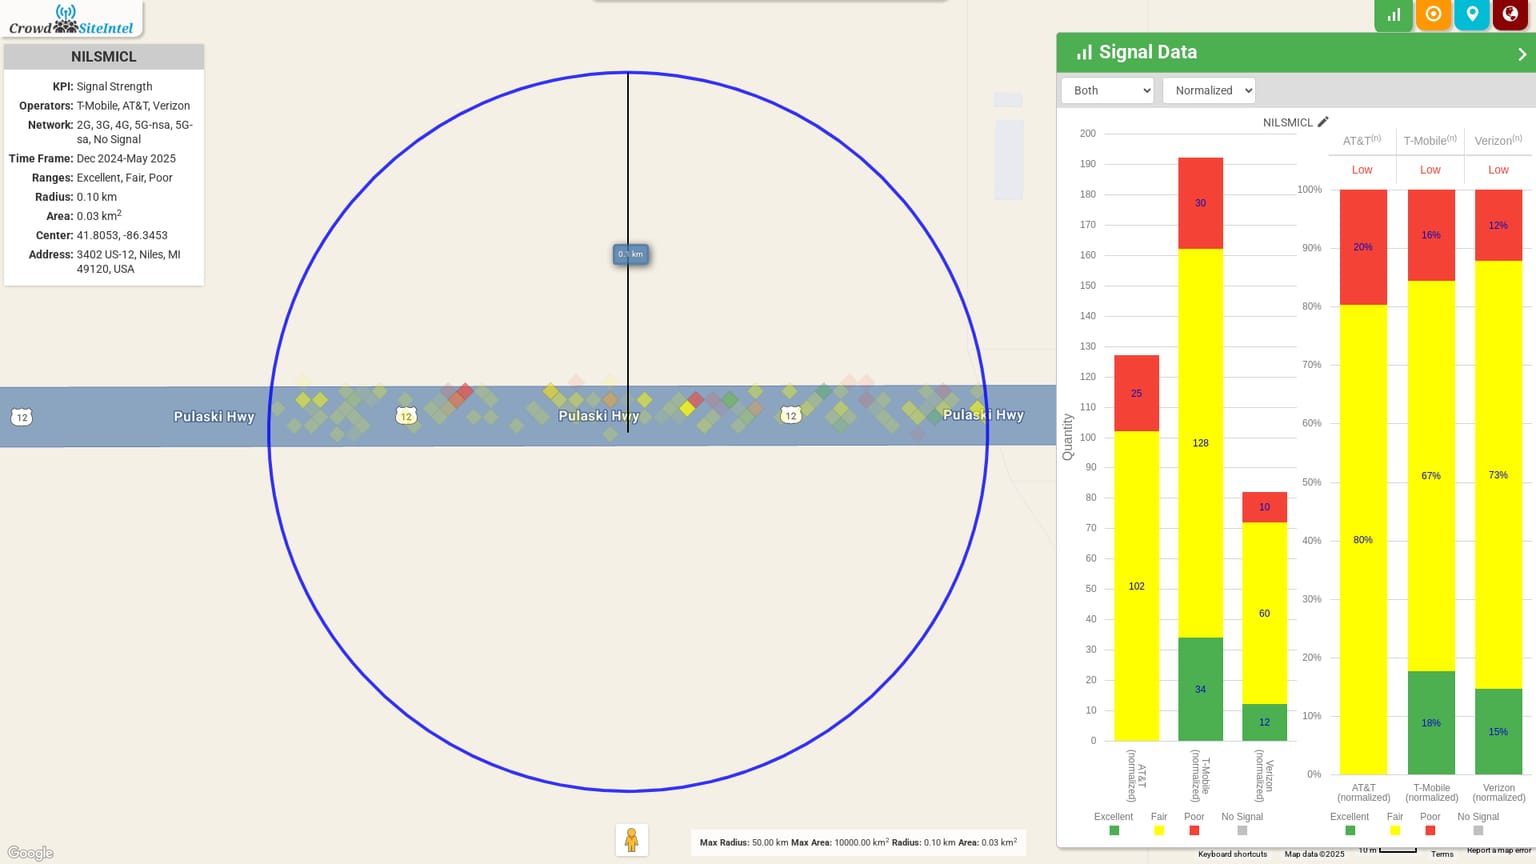 Crowd SiteIntel
NILSMICL
KPI: Signal Strength
Operators: T-Mobile, AT&T, Verizon
Network: 2G, 3G, 4G, 5G-nsa, 5G-
sa, No Signal
Time Frame: Dec 2024-May 2025
Ranges: Excellent, Fair, Poor
Radius: 0.10 km
Area: 0.03 km²
Center: 41.8053, -86.3453
Address: 3402 US-12, Niles, MI
49120, USA
0.1 km
12 Pulaski Hwy 12 Pulaski Hwy 12 Pulaski Hwy
Google
Max Radius: 50.00 km Max Area: 10000.00 km² Radius: 0.10 km Area: 0.03 km²
Signal Data
Both Normalized
NILSMICL
Quantity
200
190
180
170
160
150
140
130
120
110
100
90
80
70
60
50
40
30
20
10
0
25
102
30
128
34
10
60
12
AT&T
(normalized)
T-Mobile
(normalized)
Verizon
(normalized)
Excellent Fair Poor No Signal
AT&T(n) T-Mobile(n) Verizon(n)
Low Low Low
100%
90%
80%
70%
60%
50%
40%
30%
20%
10%
0%
20%
80%
16%
67%
18%
12%
73%
15%
AT&T
(normalized)
T-Mobile
(normalized)
Verizon
(normalized)
Excellent Fair Poor No Signal
Keyboard shortcuts Map data ©2025 10 m Terms Report a map error